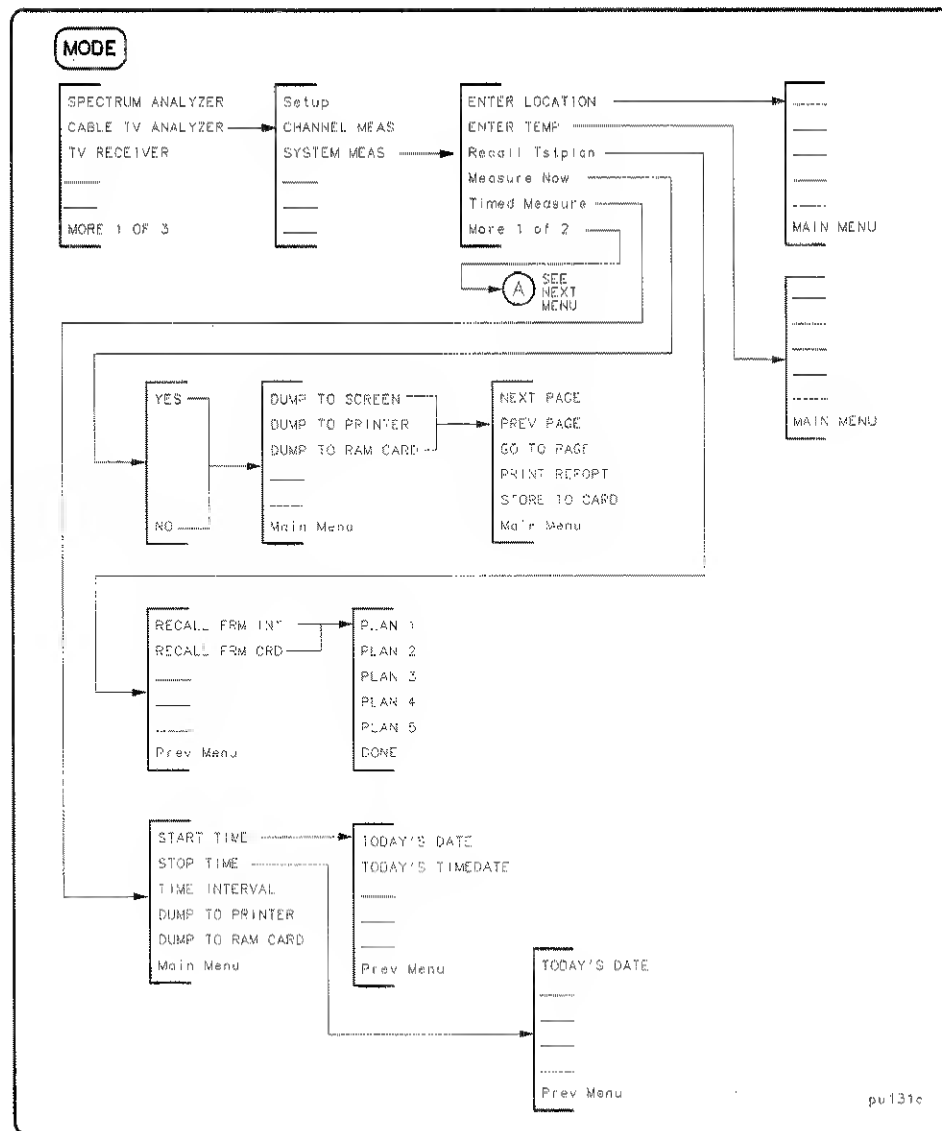 MODE
SPECTRUM ANALYZER
CABLE TV ANALYZER
TV RECEIVER
MORE 1 OF 3
Setup
CHANNEL MEAS
SYSTEM MEAS
ENTER LOCATION
ENTER TEMP
Recall Tstplan
Measure Now
Timed Measure
More 1 of 2
A
SEE
NEXT
MENU
MAIN MENU
MAIN MENU
YES
NO
DUMP TO SCREEN
DUMP TO PRINTER
DUMP TO RAM CARD
Main Menu
NEXT PAGE
PREV PAGE
GO TO PAGE
PRINT REPORT
STORE TO CARD
Main Menu
RECALL FRM INT
RECALL FRM CRD
Prev Menu
PLAN 1
PLAN 2
PLAN 3
PLAN 4
PLAN 5
DONE
START TIME
STOP TIME
TIME INTERVAL
DUMP TO PRINTER
DUMP TO RAM CARD
Main Menu
TODAY'S DATE
TODAY'S TIMEDATE
Prev Menu
TODAY'S DATE
Prev Menu
pu131c